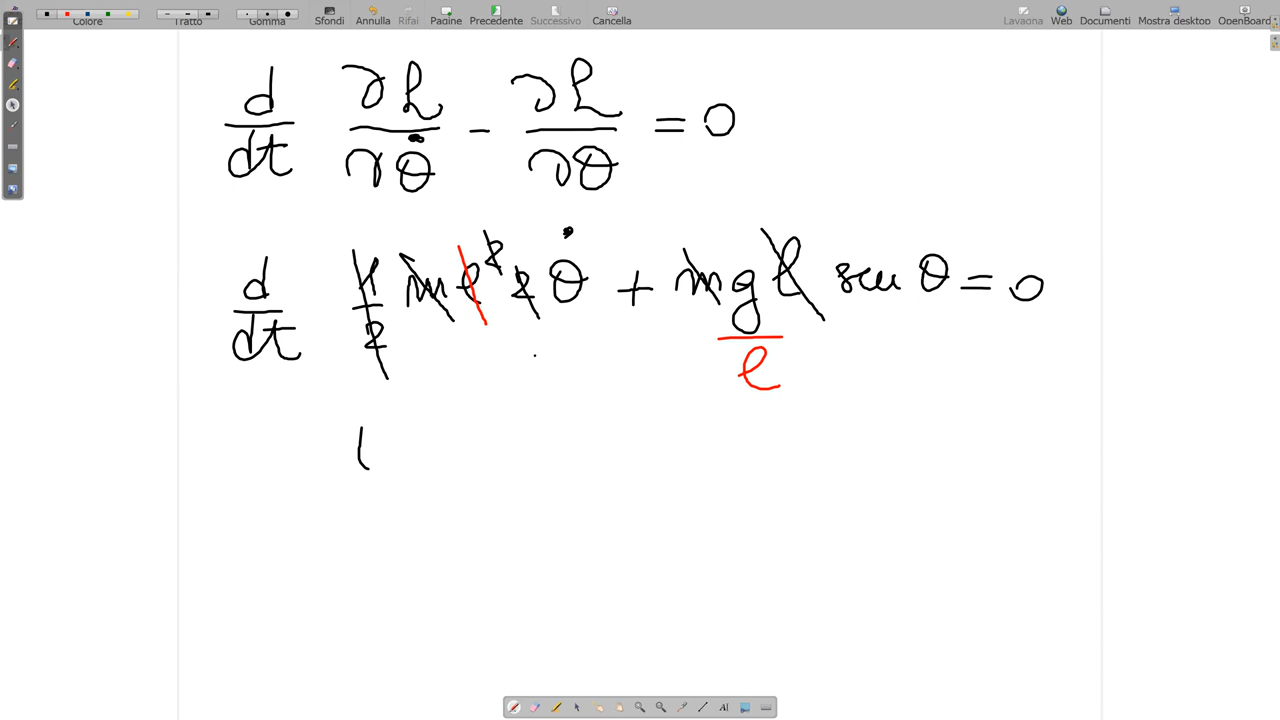 Colore Tratto Gomma Sfondi Annulla Rifai Pagine Precedente Successivo Cancella Lavagna Web Documenti Mostra desktop OpenBoard
d/dt ∂L/∂θ̇ - ∂L/∂θ = 0
d/dt 1/2 m l² 2 θ̇ + m g l/l sen θ = 0
(